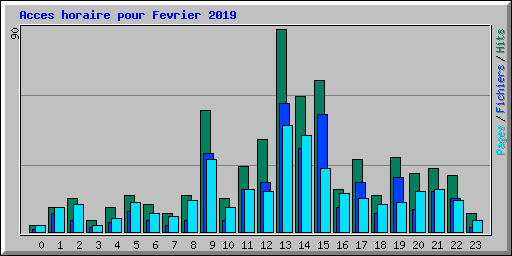 Acces horaire pour Fevrier 2019
90
Pages / Fichiers / Hits
0 1 2 3 4 5 6 7 8 9 10 11 12 13 14 15 16 17 18 19 20 21 22 23